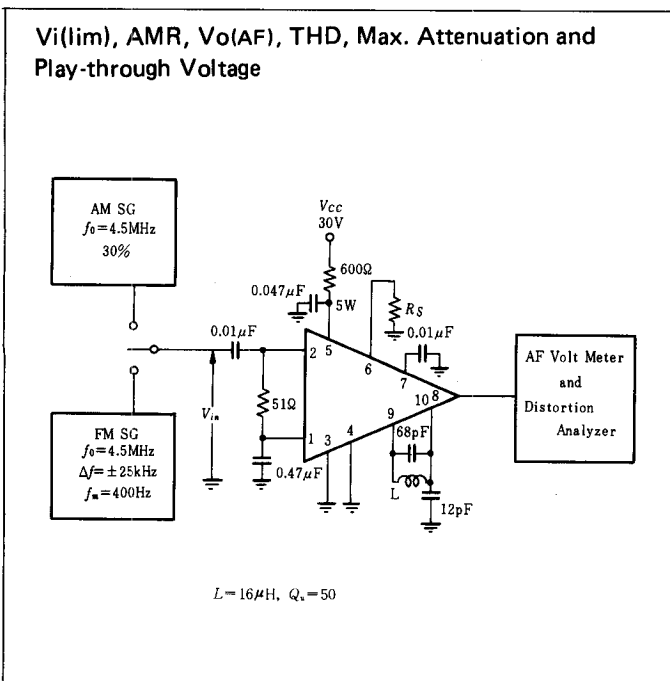 Vi(lim), AMR, Vo(AF), THD, Max. Attenuation and
Play-through Voltage
AM SG
f₀=4.5MHz
30%
Vcc
30V
600Ω
0.047μF
5W
RS
0.01μF
0.01μF
2
5
6
7
AF Volt Meter
and
Distortion
Analyzer
10
8
9
51Ω
Vin
1
3
4
68pF
0.47μF
L
12pF
FM SG
f₀=4.5MHz
Δf=±25kHz
fm=400Hz
L=16μH, Qu=50